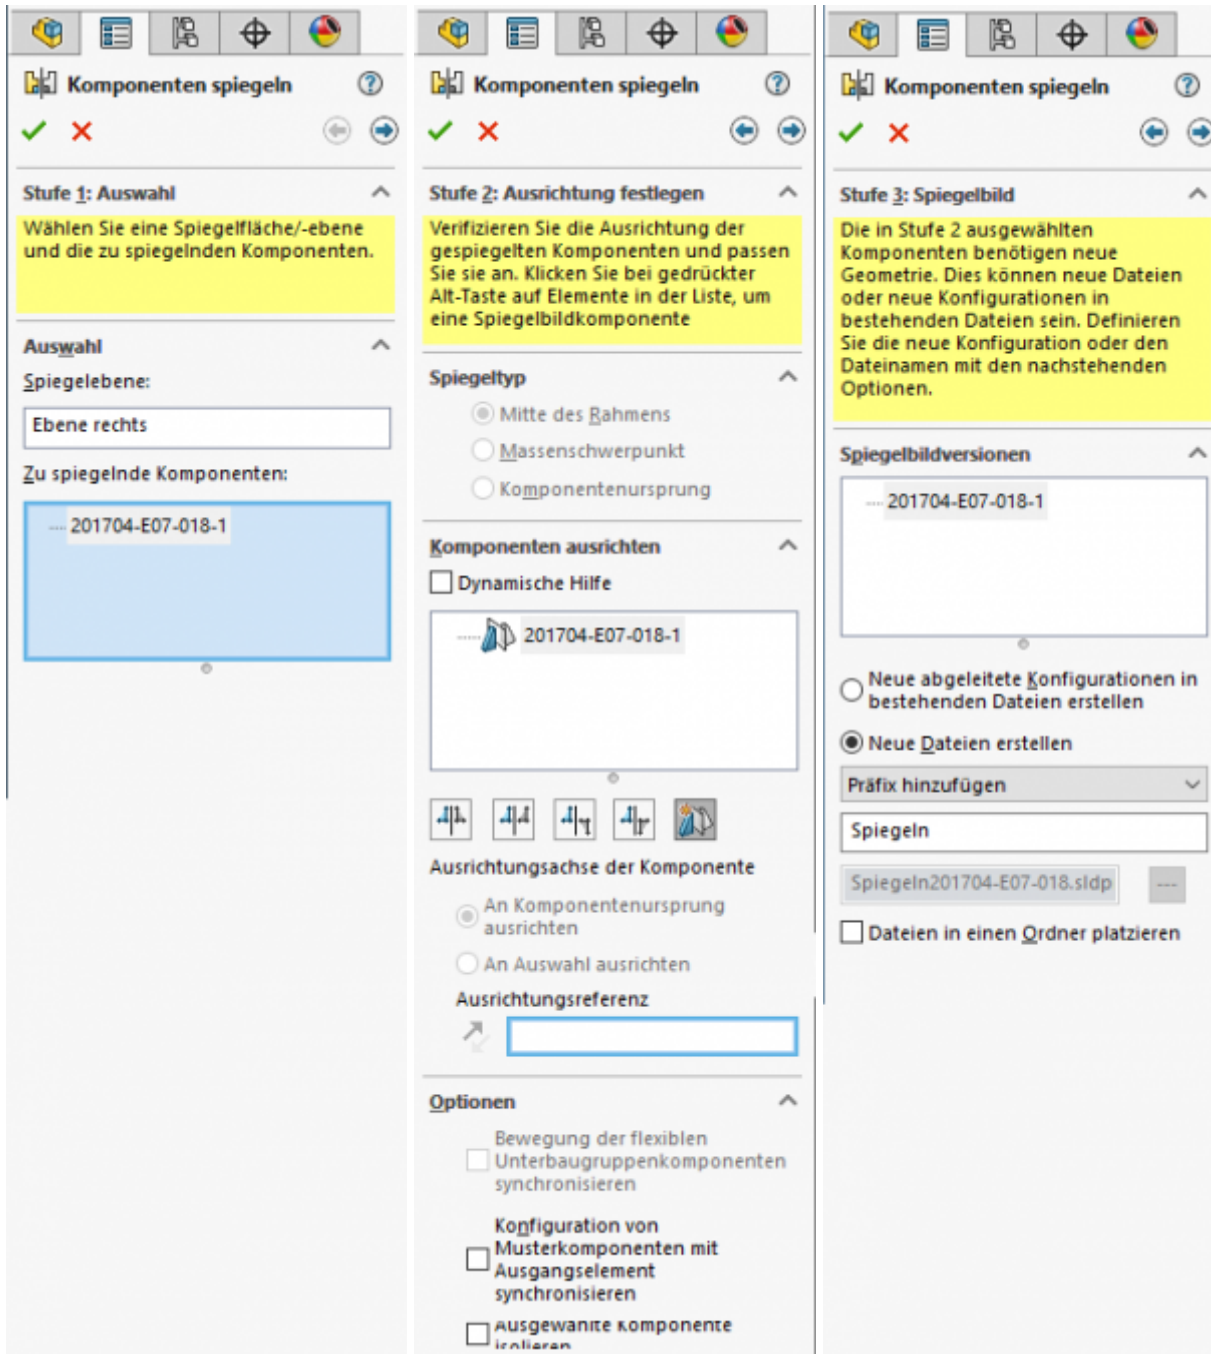 Komponenten spiegeln
Stufe 1: Auswahl
Wählen Sie eine Spiegelfläche/-ebene
und die zu spiegelnden Komponenten.
Auswahl
Spiegelebene:
Ebene rechts
Zu spiegelnde Komponenten:
201704-E07-018-1
Komponenten spiegeln
Stufe 2: Ausrichtung festlegen
Verifizieren Sie die Ausrichtung der
gespiegelten Komponenten und passen
Sie sie an. Klicken Sie bei gedrückter
Alt-Taste auf Elemente in der Liste, um
eine Spiegelbildkomponente
Spiegeltyp
Mitte des Rahmens
Massenschwerpunkt
Komponentenursprung
Komponenten ausrichten
Dynamische Hilfe
201704-E07-018-1
Ausrichtungsachse der Komponente
An Komponentenursprung
ausrichten
An Auswahl ausrichten
Ausrichtungsreferenz
Optionen
Bewegung der flexiblen
Unterbaugruppenkomponenten
synchronisieren
Konfiguration von
Musterkomponenten mit
Ausgangselement
synchronisieren
Ausgewählte Komponente
isolieren
Komponenten spiegeln
Stufe 3: Spiegelbild
Die in Stufe 2 ausgewählten
Komponenten benötigen neue
Geometrie. Dies können neue Dateien
oder neue Konfigurationen in
bestehenden Dateien sein. Definieren
Sie die neue Konfiguration oder den
Dateinamen mit den nachstehenden
Optionen.
Spiegelbildversionen
201704-E07-018-1
Neue abgeleitete Konfigurationen in
bestehenden Dateien erstellen
Neue Dateien erstellen
Präfix hinzufügen
Spiegeln
Spiegeln201704-E07-018.sldp
Dateien in einen Ordner platzieren